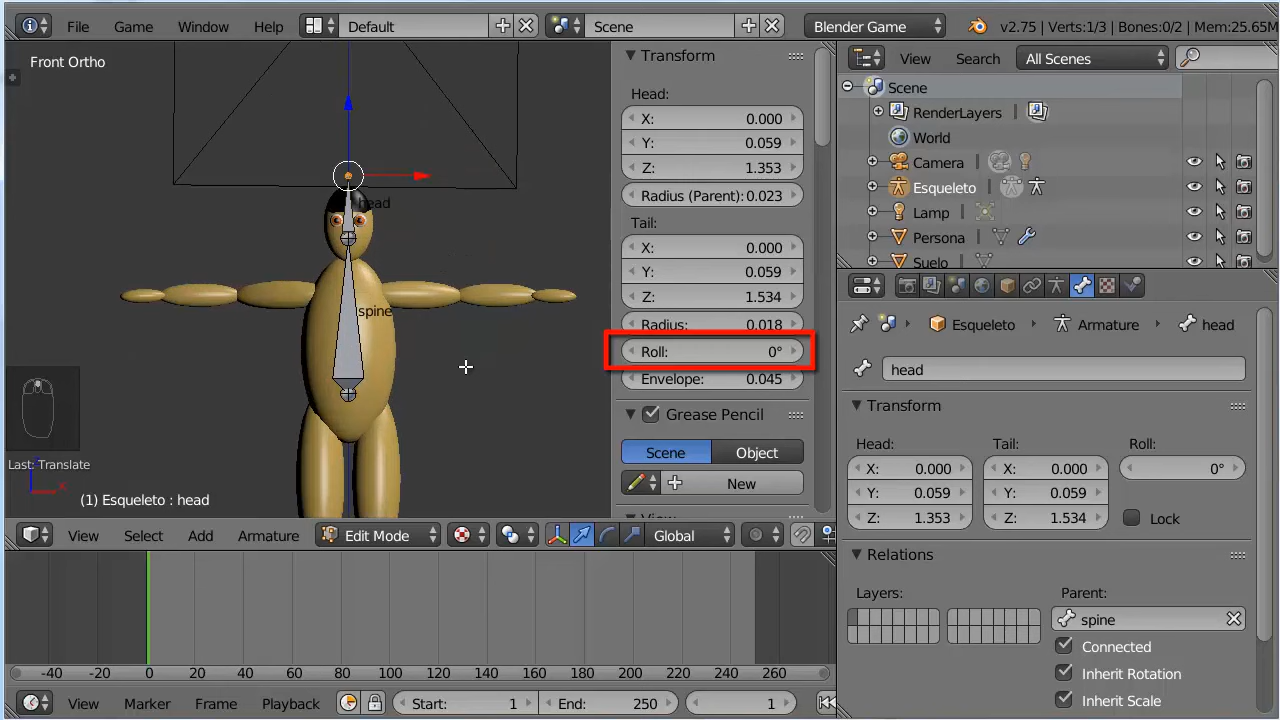 File Game Window Help Default Scene Blender Game v2.75 | Verts:1/3 | Bones:0/2 | Mem:25.65M
Front Ortho
head
spine
Last: Translate
(1) Esqueleto : head
Transform
Head:
X: 0.000
Y: 0.059
Z: 1.353
Radius (Parent): 0.023
Tail:
X: 0.000
Y: 0.059
Z: 1.534
Radius: 0.018
Roll: 0°
Envelope: 0.045
Grease Pencil
Scene Object
New
View Select Add Armature Edit Mode Global
-40 -20 0 20 40 60 80 100 120 140 160 180 200 220 240 260
View Marker Frame Playback Start: 1 End: 250 1
View Search All Scenes
Scene
RenderLayers
World
Camera
Esqueleto
Lamp
Persona
Suelo
Esqueleto Armature head
head
Transform
Head: Tail: Roll:
X: 0.000 X: 0.000 0°
Y: 0.059 Y: 0.059
Z: 1.353 Z: 1.534 Lock
Relations
Layers: Parent:
spine
Connected
Inherit Rotation
Inherit Scale